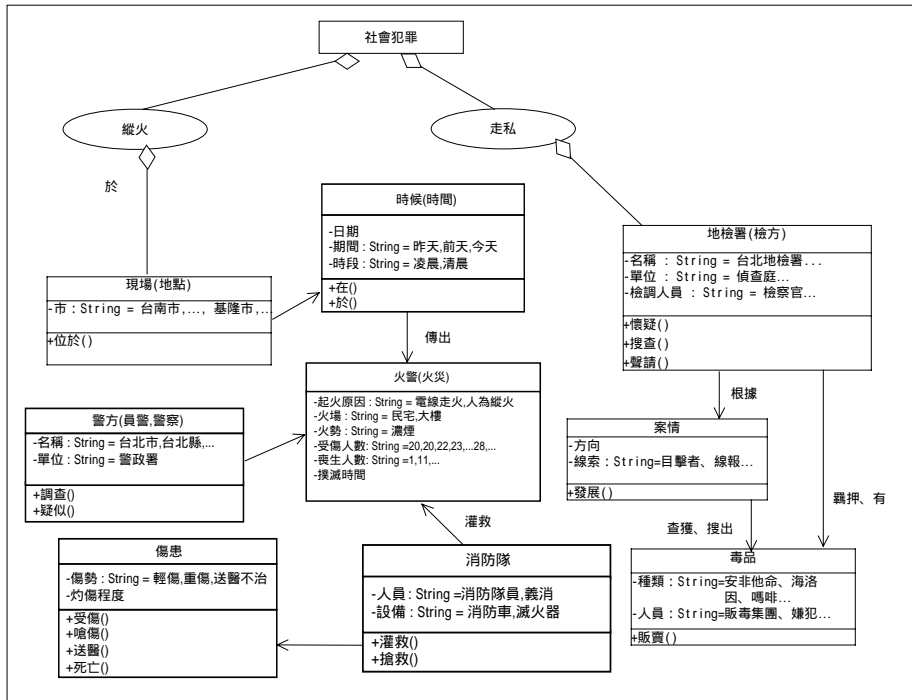 社會犯罪
縱火
走私
於
時候(時間)
-日期
-期間 : String = 昨天,前天,今天
-時段 : String = 凌晨,清晨
+在()
+於()
地檢署(檢方)
-名稱 : String = 台北地檢署...
-單位 : String = 偵查庭...
-檢調人員 : String = 檢察官...
+懷疑()
+搜查()
+聲請()
現場(地點)
-市 : String = 台南市,..., 基隆市,...
+位於()
傳出
火警(火災)
-起火原因 : String = 電線走火,人為縱火
-火場 : String = 民宅,大樓
-火勢 : String = 濃煙
-受傷人數 : String =20,20,22,23,...28,...
-喪生人數 : String =1,11,...
-撲滅時間
根據
警方(員警,警察)
-名稱 : String = 台北市,台北縣,...
-單位 : String = 警政署
+調查()
+疑似()
案情
-方向
-線索 : String=目擊者、線報...
+發展()
羈押、有
灌救
查獲、搜出
傷患
-傷勢 : String = 輕傷,重傷,送醫不治
-灼傷程度
+受傷()
+嗆傷()
+送醫()
+死亡()
消防隊
-人員 : String =消防隊員,義消
-設備 : String = 消防車,滅火器
+灌救()
+搶救()
毒品
-種類 : String=安非他命、海洛
因、嗎啡...
-人員 : String=販毒集團、嫌犯...
+販賣()